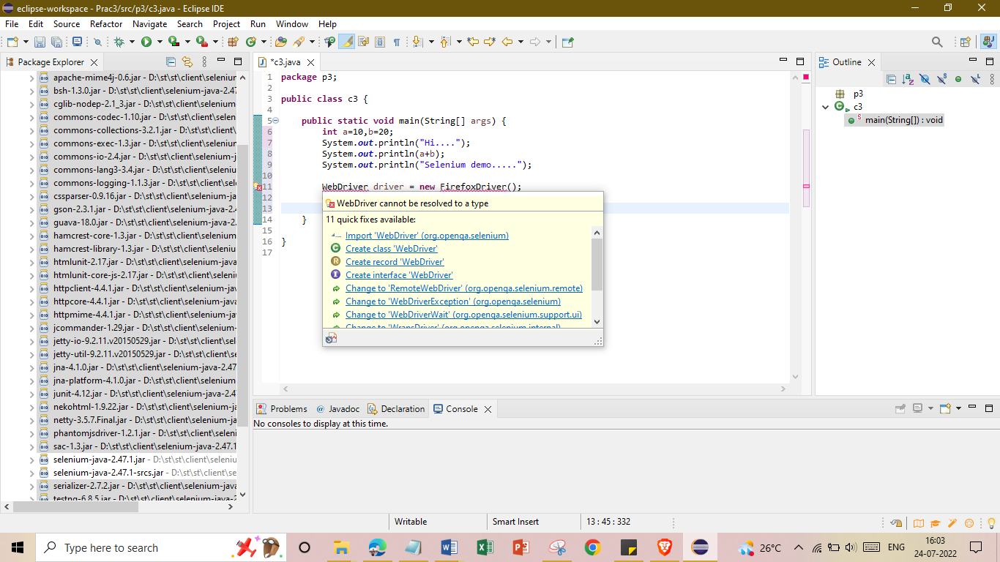 eclipse-workspace - Prac3/src/p3/c3.java - Eclipse IDE
File Edit Source Refactor Navigate Search Project Run Window Help
Package Explorer
apache-mime4j-0.6.jar - D:\st\st\client\seleniur
bsh-1.3.0.jar - D:\st\st\client\selenium-java-2.47
cglib-nodep-2.1_3.jar - D:\st\st\client\selenium-
commons-codec-1.10.jar - D:\st\st\client\selen
commons-collections-3.2.1.jar - D:\st\st\client\s
commons-exec-1.3.jar - D:\st\st\client\selenium
commons-io-2.4.jar - D:\st\st\client\selenium-j
commons-lang3-3.4.jar - D:\st\st\client\seleniu
commons-logging-1.1.3.jar - D:\st\st\client\sel
cssparser-0.9.16.jar - D:\st\st\client\selenium-j
gson-2.3.1.jar - D:\st\st\client\selenium-java-2.
guava-18.0.jar - D:\st\st\client\selenium-java-2.
hamcrest-core-1.3.jar - D:\st\st\client\selenium
hamcrest-library-1.3.jar - D:\st\st\client\seleniu
htmlunit-2.17.jar - D:\st\st\client\selenium-java
htmlunit-core-js-2.17.jar - D:\st\st\client\seleni
httpclient-4.4.1.jar - D:\st\st\client\selenium-ja
httpcore-4.4.1.jar - D:\st\st\client\selenium-jav
httpmime-4.4.1.jar - D:\st\st\client\selenium-j
jcommander-1.29.jar - D:\st\st\client\selenium-
jetty-io-9.2.11.v20150529.jar - D:\st\st\client\sel
jetty-util-9.2.11.v20150529.jar - D:\st\st\client\s
jna-4.1.0.jar - D:\st\st\client\selenium-java-2.47
jna-platform-4.1.0.jar - D:\st\st\client\selenium
junit-4.12.jar - D:\st\st\client\selenium-java-2.4
nekohtml-1.9.22.jar - D:\st\st\client\selenium-ja
netty-3.5.7.Final.jar - D:\st\st\client\selenium-ja
phantomjsdriver-1.2.1.jar - D:\st\st\client\seleni
sac-1.3.jar - D:\st\st\client\selenium-java-2.47.1
selenium-java-2.47.1.jar - D:\st\st\client\seleniu
selenium-java-2.47.1-srcs.jar - D:\st\st\client\se
serializer-2.7.2.jar - D:\st\st\client\selenium-java
testng-6.8.5.jar - D:\st\st\client\selenium-java-2
*c3.java
1 package p3;
2
3 public class c3 {
4
5 public static void main(String[] args) {
6 int a=10,b=20;
7 System.out.println("Hi....");
8 System.out.println(a+b);
9 System.out.println("Selenium demo.....");
10
11 WebDriver driver = new FirefoxDriver();
12
13
14 }
15
16 }
17
WebDriver cannot be resolved to a type
11 quick fixes available:
Import 'WebDriver' (org.openqa.selenium)
Create class 'WebDriver'
Create record 'WebDriver'
Create interface 'WebDriver'
Change to 'RemoteWebDriver' (org.openqa.selenium.remote)
Change to 'WebDriverException' (org.openqa.selenium)
Change to 'WebDriverWait' (org.openqa.selenium.support.ui)
Change to 'WrapsDriver' (org.openqa.selenium.internal)
Outline
p3
c3
main(String[]) : void
Problems Javadoc Declaration Console
No consoles to display at this time.
Writable Smart Insert 13 : 45 : 332
Type here to search
26°C
ENG
16:03
24-07-2022